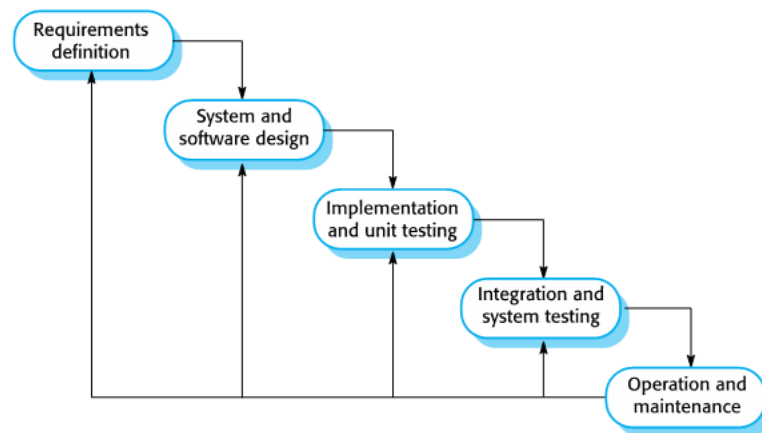 Requirements
definition
System and
software design
Implementation
and unit testing
Integration and
system testing
Operation and
maintenance